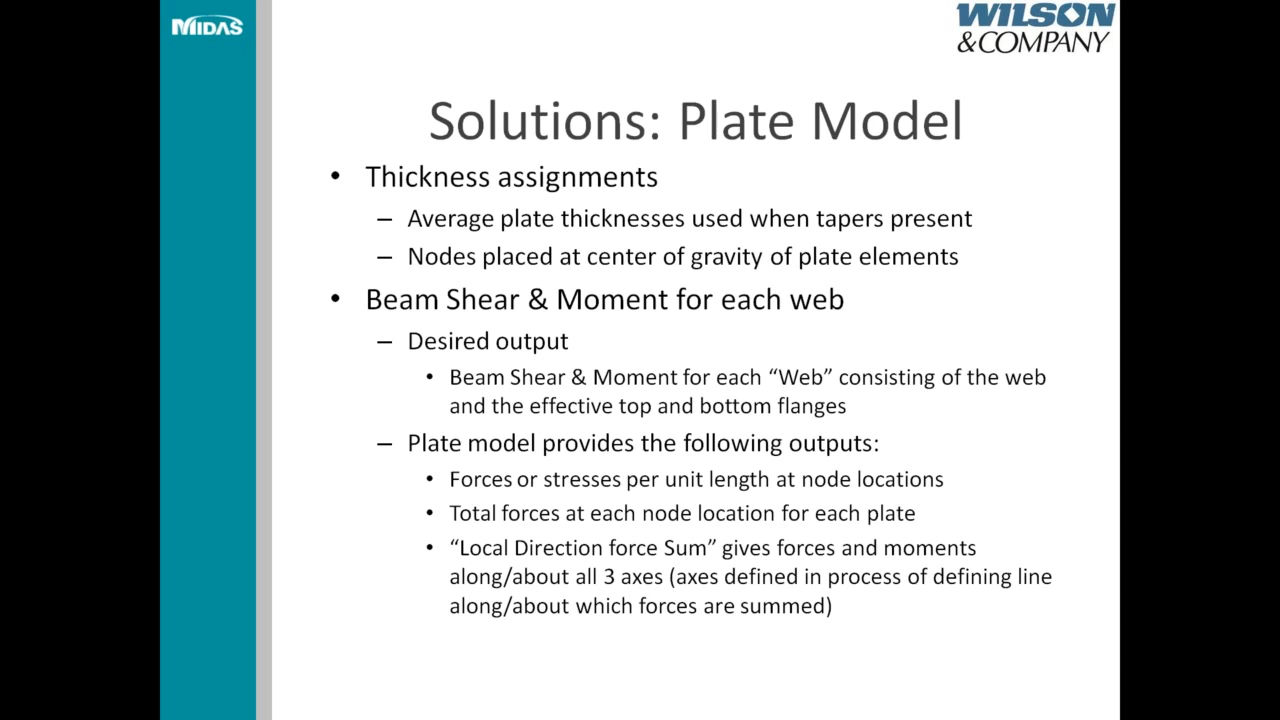 MIDAS
WILSON
&COMPANY
Solutions: Plate Model
• Thickness assignments
– Average plate thicknesses used when tapers present
– Nodes placed at center of gravity of plate elements
• Beam Shear & Moment for each web
– Desired output
• Beam Shear & Moment for each “Web” consisting of the web
and the effective top and bottom flanges
– Plate model provides the following outputs:
• Forces or stresses per unit length at node locations
• Total forces at each node location for each plate
• “Local Direction force Sum” gives forces and moments
along/about all 3 axes (axes defined in process of defining line
along/about which forces are summed)